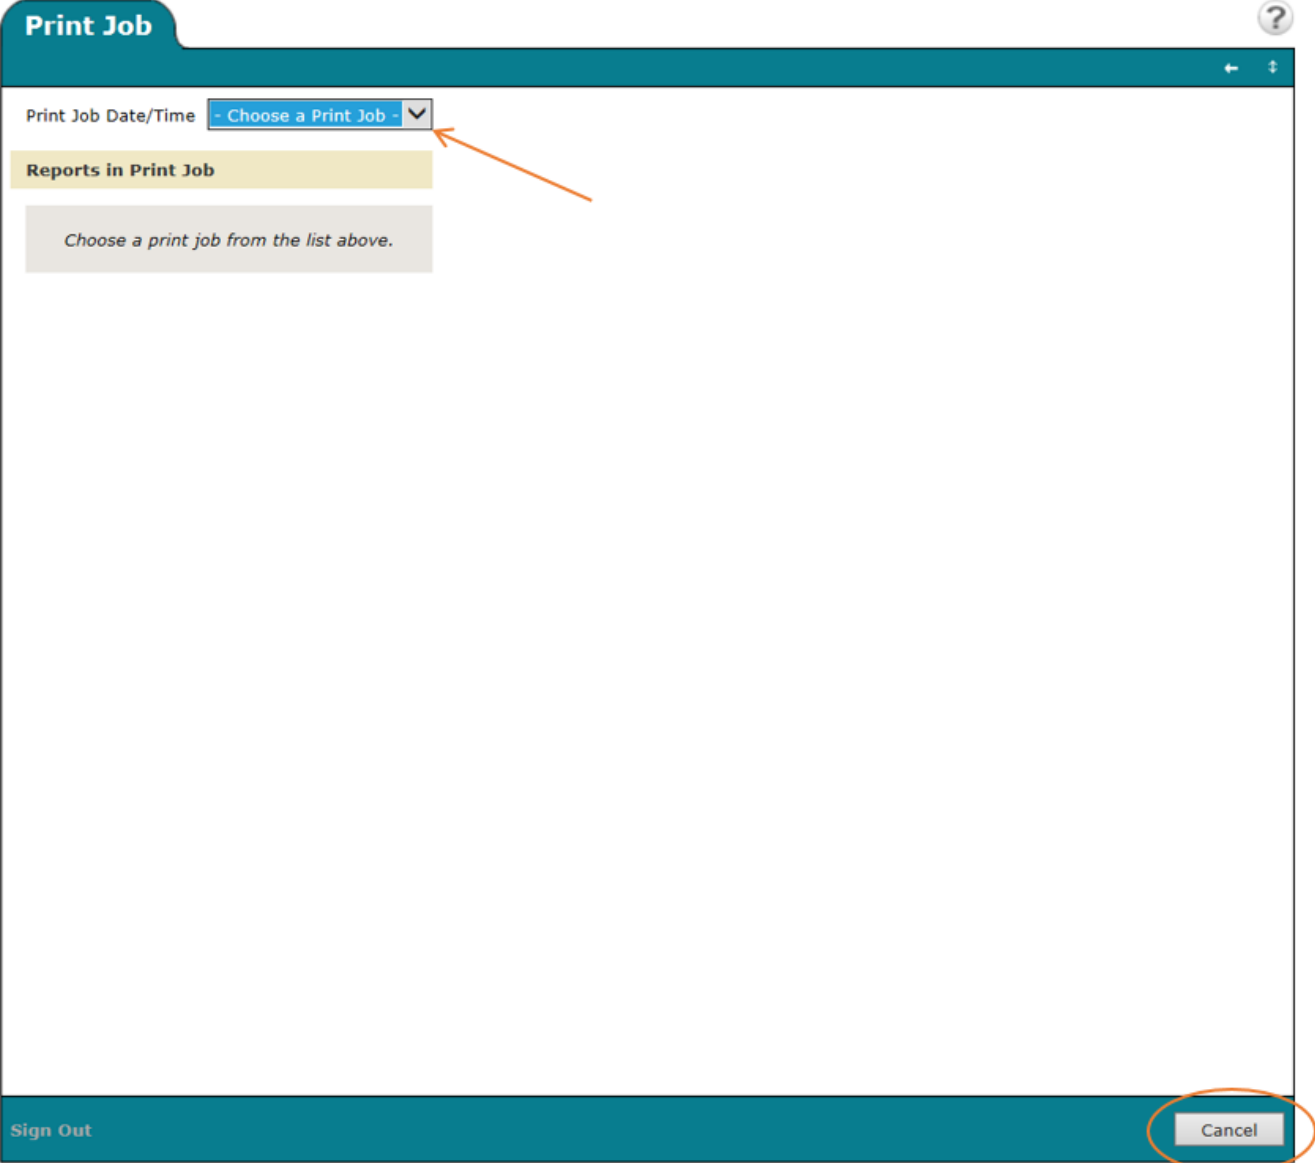 Print Job
?
Print Job Date/Time - Choose a Print Job -
Reports in Print Job
Choose a print job from the list above.
Sign Out
Cancel